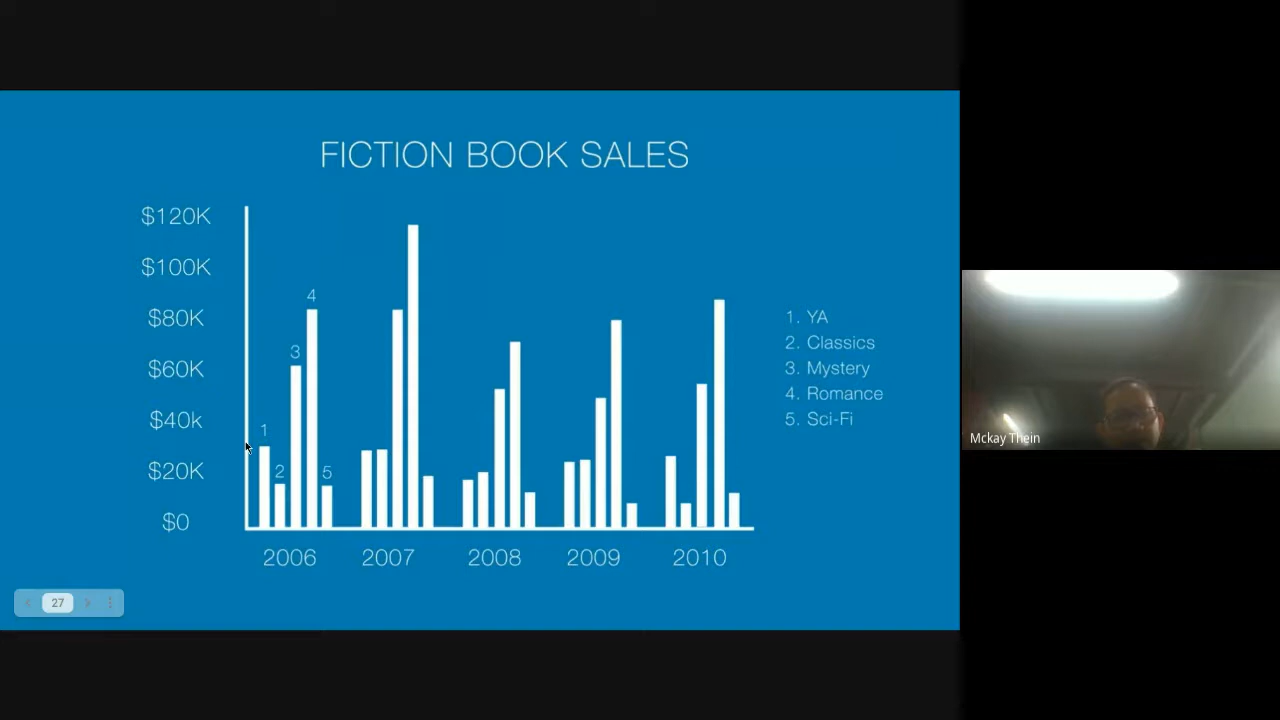 FICTION BOOK SALES
$120K
$100K
$80K
$60K
$40k
$20K
$0
1
2
3
4
5
2006
2007
2008
2009
2010
1. YA
2. Classics
3. Mystery
4. Romance
5. Sci-Fi
27
Mckay Thein